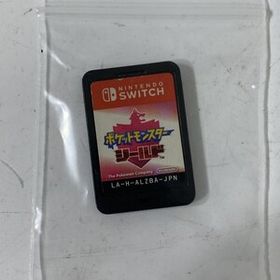 NINTENDO
SWITCH
ポケットモンスター
シールド
The Pokémon Company Nintendo
LA-H-ALZBA-JPN